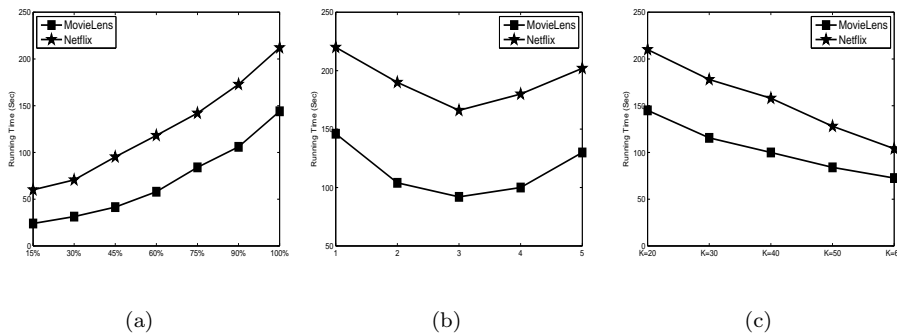 250
200
150
100
50
0
Running Time (Sec)
MovieLens
Netflix
15%
30%
45%
60%
75%
90%
100%
(a)
250
200
150
100
50
Running Time (Sec)
MovieLens
Netflix
1
2
3
4
5
(b)
250
200
150
100
50
0
Running Time (Sec)
MovieLens
Netflix
K=20
K=30
K=40
K=50
K=6
(c)